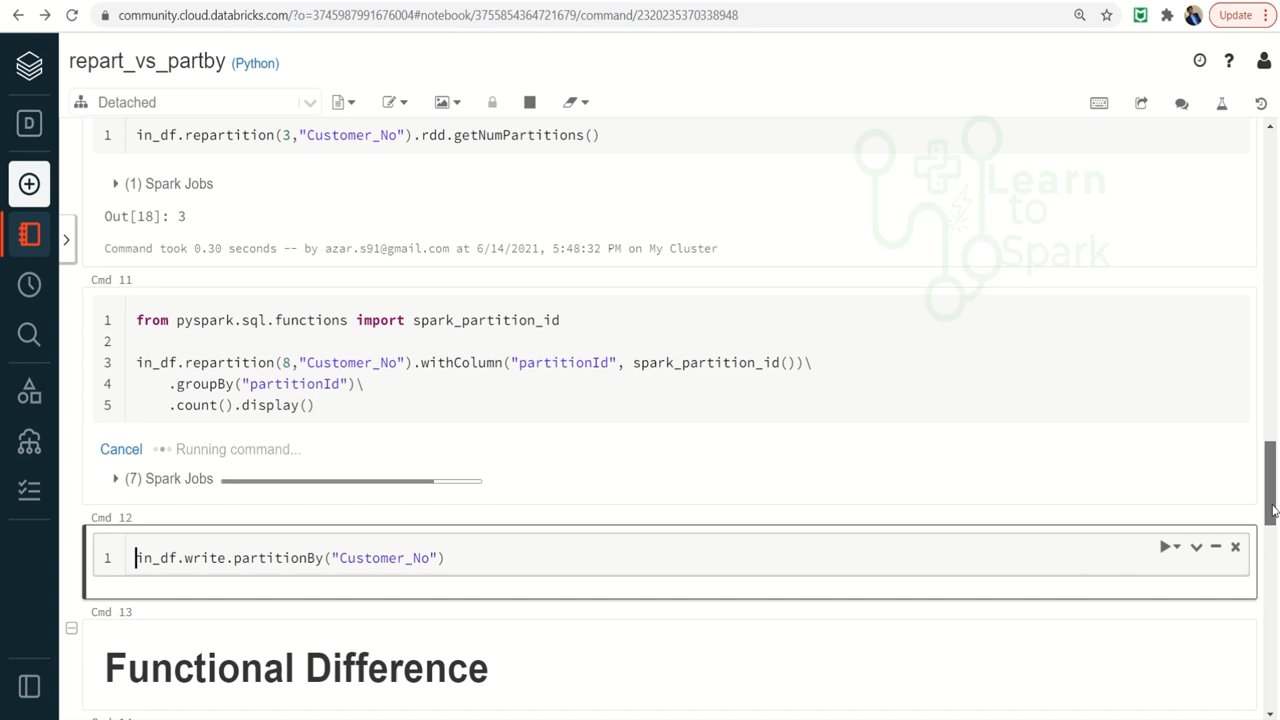 community.cloud.databricks.com/?o=3745987991676004#notebook/3755854364721679/command/2320235370338948
Update
repart_vs_partby (Python)
Detached
D
1 in_df.repartition(3,"Customer_No").rdd.getNumPartitions()
(1) Spark Jobs
Out[18]: 3
Command took 0.30 seconds -- by azar.s91@gmail.com at 6/14/2021, 5:48:32 PM on My Cluster
Learn
to
Spark
Cmd 11
1 from pyspark.sql.functions import spark_partition_id
2
3 in_df.repartition(8,"Customer_No").withColumn("partitionId", spark_partition_id())\
4 .groupBy("partitionId")\
5 .count().display()
Cancel Running command...
(7) Spark Jobs
Cmd 12
1 in_df.write.partitionBy("Customer_No")
Cmd 13
Functional Difference